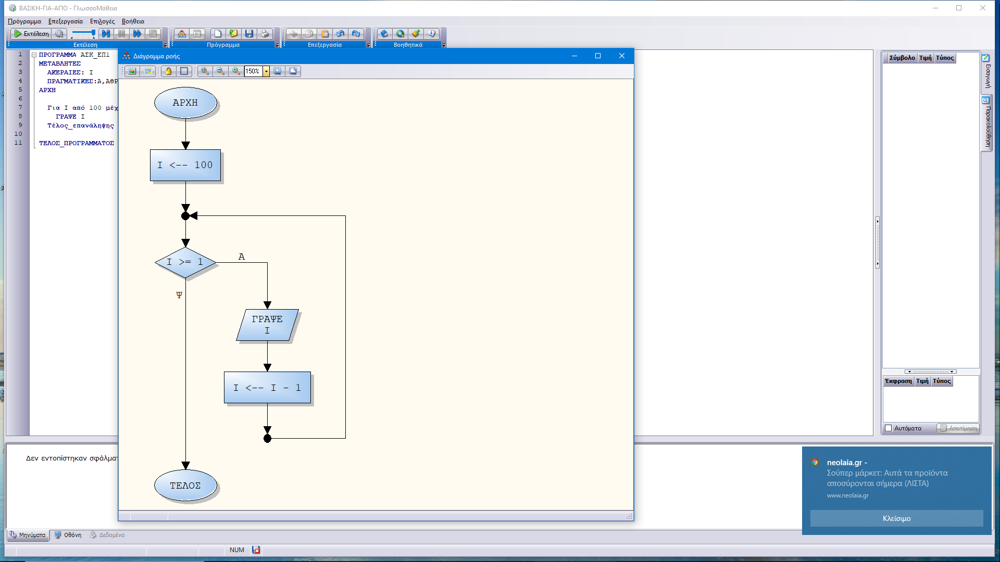 ΒΑΣΙΚΗ-ΓΙΑ-ΑΠΟ - ΓλωσσοΜάθεια
Πρόγραμμα Επεξεργασία Επιλογές Βοήθεια
Εκτέλεση
Εκτέλεση Πρόγραμμα Επεξεργασία Βοηθητικά
1 ΠΡΟΓΡΑΜΜΑ ΑΣΚ_ΕΠ1
2 ΜΕΤΑΒΛΗΤΕΣ
3 ΑΚΕΡΑΙΕΣ: Ι
4 ΠΡΑΓΜΑΤΙΚΕΣ:Α,ΑΘΡ
5 ΑΡΧΗ
6
7 Για Ι από 100 μέχ
8 ΓΡΑΨΕ Ι
9 Τέλος_επανάληψης
10
11 ΤΕΛΟΣ_ΠΡΟΓΡΑΜΜΑΤΟΣ
Διάγραμμα ροής
150%
ΑΡΧΗ
Ι <-- 100
Ι >= 1
Α
Ψ
ΓΡΑΨΕ
Ι
Ι <-- Ι - 1
ΤΕΛΟΣ
Σύμβολο Τιμή Τύπος
Εισαγωγή
Παρακολούθηση
Έκφραση Τιμή Τύπος
Αυτόματα Αποτίμηση
Δεν εντοπίστηκαν σφάλματ
neolaia.gr -
Σούπερ μάρκετ: Αυτά τα προϊόντα
αποσύρονται σήμερα (ΛΙΣΤΑ)
www.neolaia.gr
Κλείσιμο
Μηνύματα Οθόνη Δεδομένα
NUM